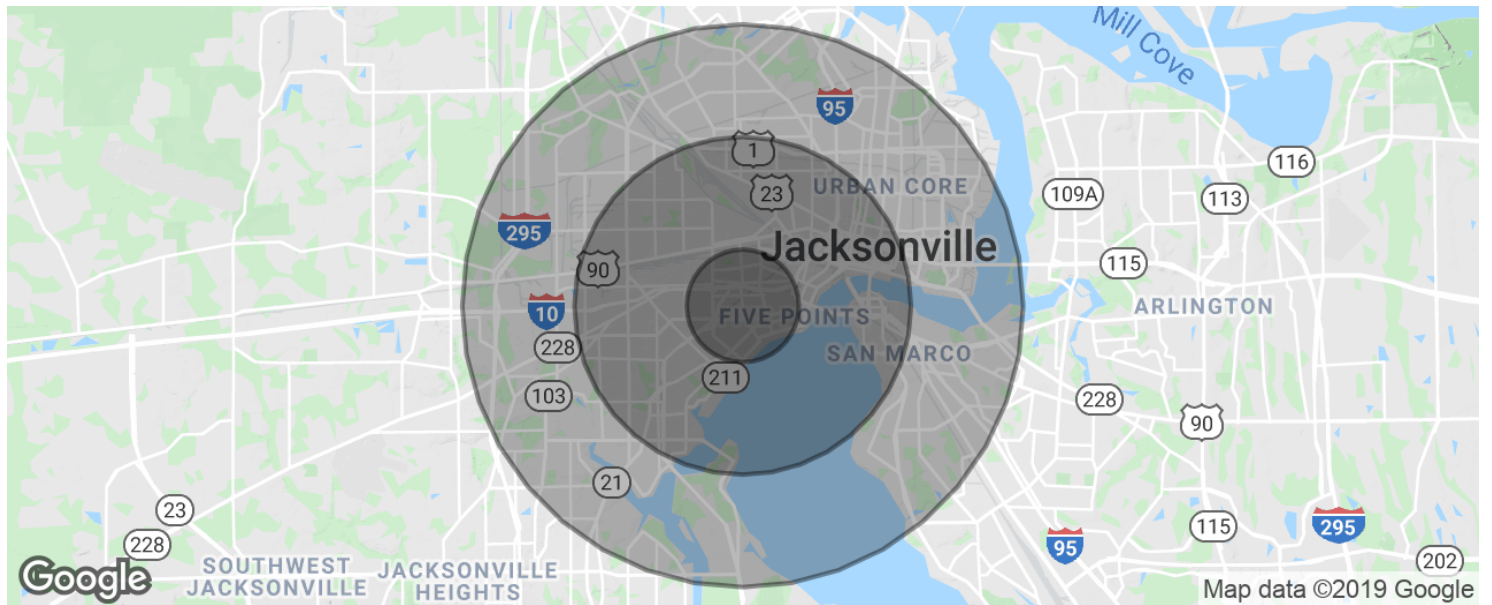 Mill Cove
95
1
116
23
URBAN CORE
109A
113
295
Jacksonville
90
115
10
FIVE POINTS
ARLINGTON
228
SAN MARCO
211
103
228
90
21
23
115
295
228
95
202
SOUTHWEST
JACKSONVILLE
JACKSONVILLE
HEIGHTS
Google
Map data ©2019 Google